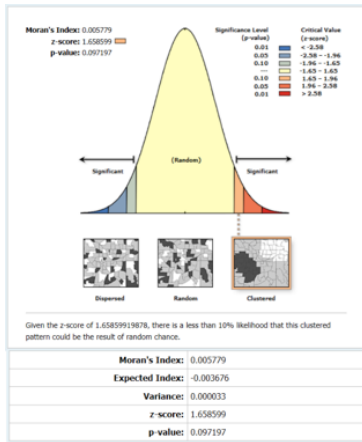 Moran's Index: 0.005779
z-score: 1.658599
p-value: 0.097197
Significance Level
(p-value)
Critical Value
(z-score)
0.01 < -2.58
0.05 -2.58 – -1.96
0.10 -1.96 – -1.65
--- -1.65 – 1.65
0.10 1.65 – 1.96
0.05 1.96 – 2.58
0.01 > 2.58
(Random)
Significant Significant
Dispersed Random Clustered
Given the z-score of 1.65859919878, there is a less than 10% likelihood that this clustered
pattern could be the result of random chance.
Moran's Index: 0.005779
Expected Index: -0.003676
Variance: 0.000033
z-score: 1.658599
p-value: 0.097197